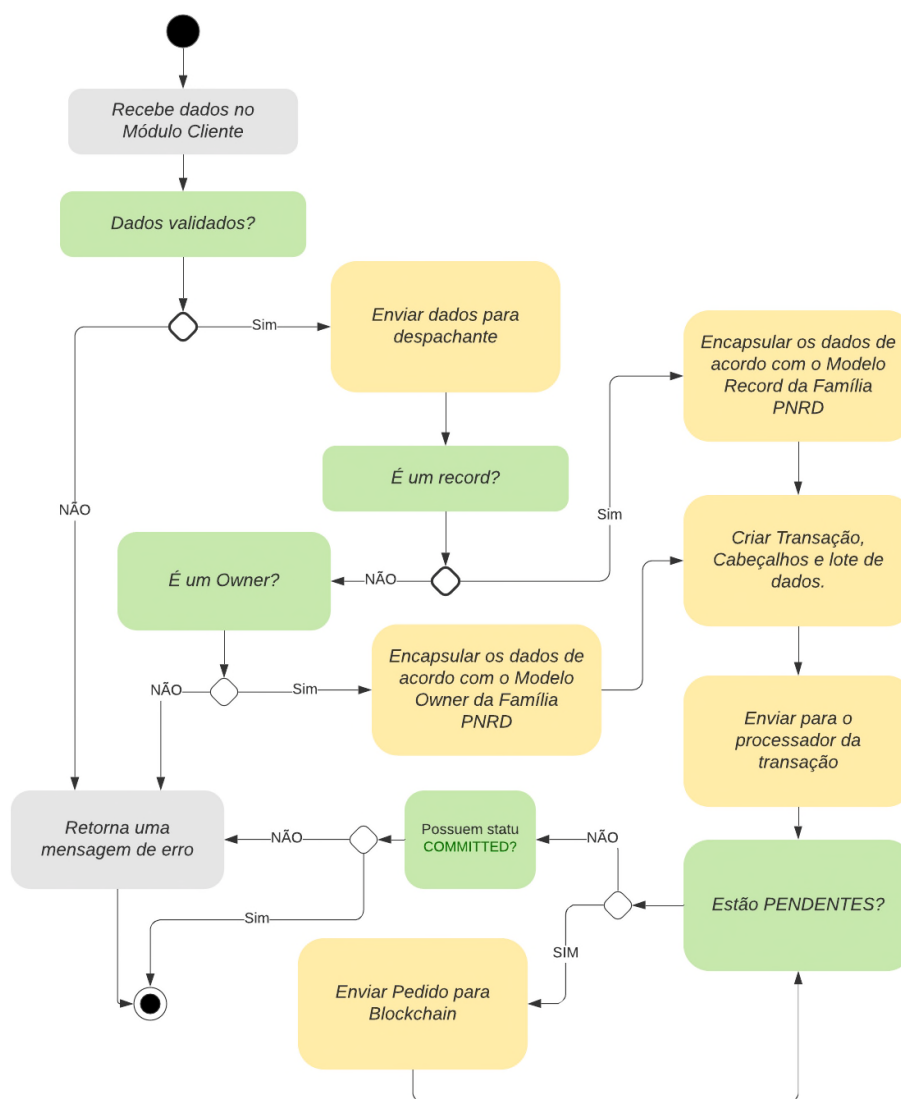 Recebe dados no
Módulo Cliente
Dados validados?
Sim
Enviar dados para
despachante
Encapsular os dados de
acordo com o Modelo
Record da Família
PNRD
É um record?
NÃO
Sim
Criar Transação,
Cabeçalhos e lote de
dados.
É um Owner?
NÃO
Encapsular os dados de
acordo com o Modelo
Owner da Família
PNRD
NÃO
Sim
Enviar para o
processador da
transação
Retorna uma
mensagem de erro
NÃO
Possuem statu
COMMITTED?
NÃO
Estão PENDENTES?
Sim
SIM
Enviar Pedido para
Blockchain